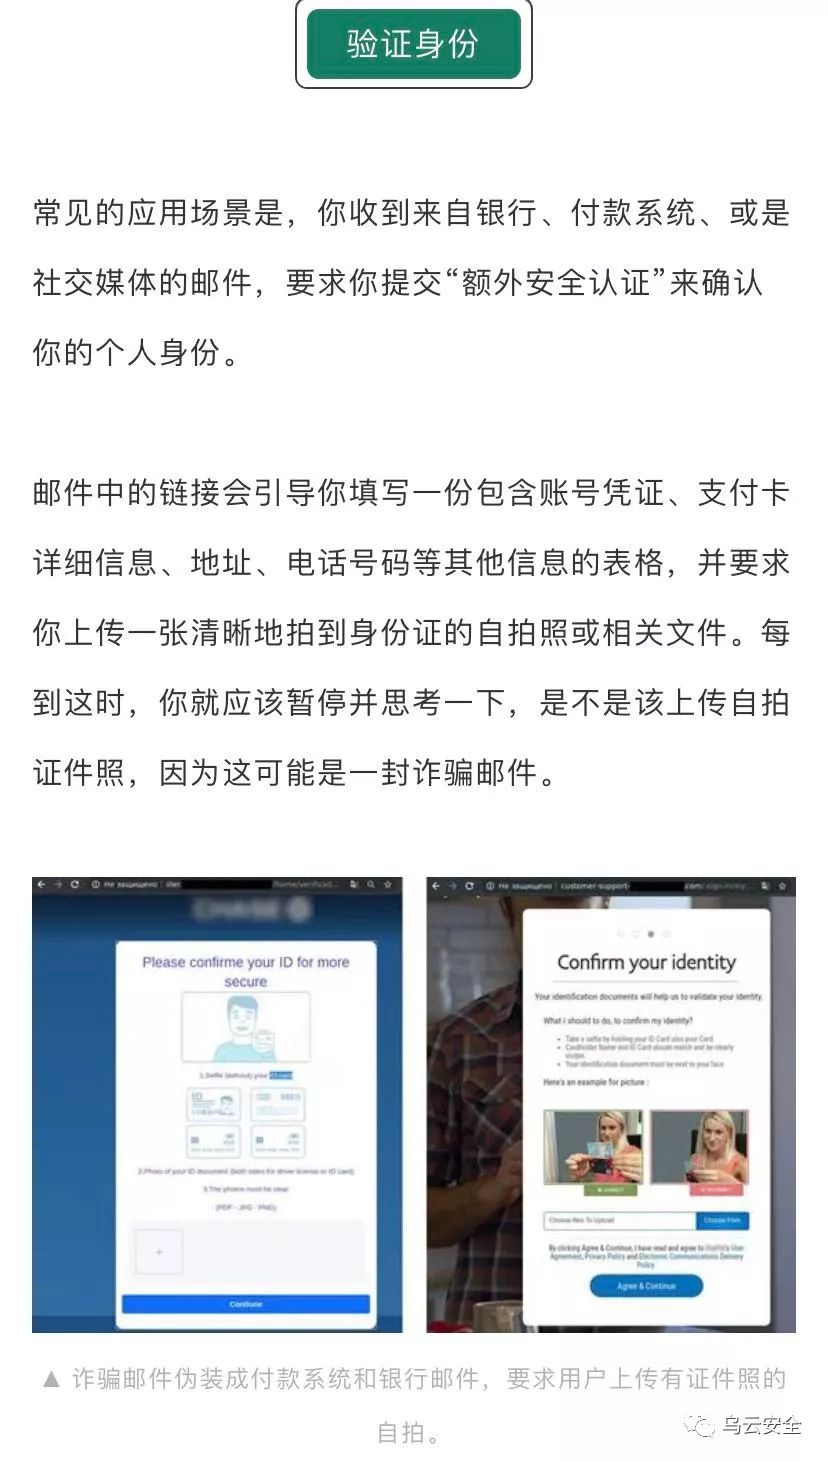 验证身份
常见的应用场景是，你收到来自银行、付款系统、或是
社交媒体的邮件，要求你提交“额外安全认证”来确认
你的个人身份。
邮件中的链接会引导你填写一份包含账号凭证、支付卡
详细信息、地址、电话号码等其他信息的表格，并要求
你上传一张清晰地拍到身份证的自拍照或相关文件。每
到这时，你就应该暂停并思考一下，是不是该上传自拍
证件照，因为这可能是一封诈骗邮件。
Не защищено
/home/verificati...
CHASE
Please confirme your ID for more
secure
1.Selfie (without) your ID card
ID
2.Photo of your ID document (both sides for driver license or ID card)
3.The photos must be clear
(PDF - JPG - PNG)
+
Continue
Не защищено
customer-support-
.com/
Confirm your identity
Your identification documents will help us to validate your identity.
What i should to do, to confirm my identity?
Take a selfie by holding your ID Card also your Card
Cardholder Name and ID Card should match and be clearly
visible.
Your identification document must be next to your face
Here's an example for picture :
Choose files To Upload
Choose Files
By clicking Agree & Continue, I have read and agree to
User
Agreement, Privacy Policy and Electronic Communications Delivery
Policy.
Agree & Continue
▲ 诈骗邮件伪装成付款系统和银行邮件，要求用户上传有证件照的
自拍。
乌云安全